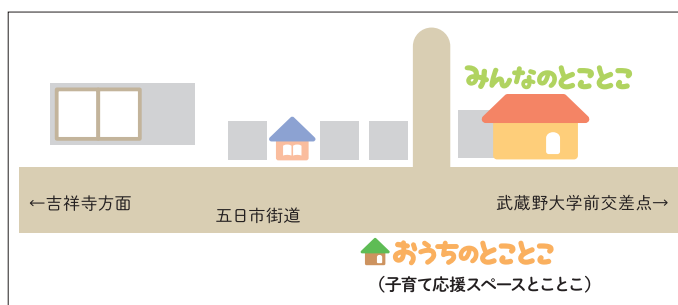 みんなのとことこ
←吉祥寺方面
五日市街道
武蔵野大学前交差点→
おうちのとことこ
(子育て応援スペースとことこ)